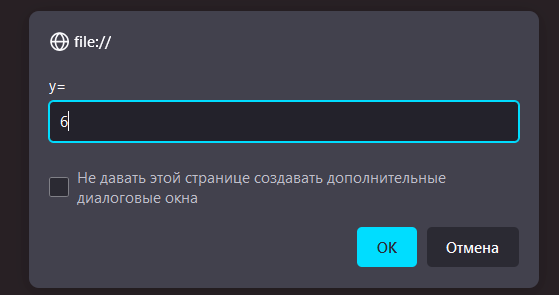 file://
y=
6
Не давать этой странице создавать дополнительные
диалоговые окна
OK
Отмена